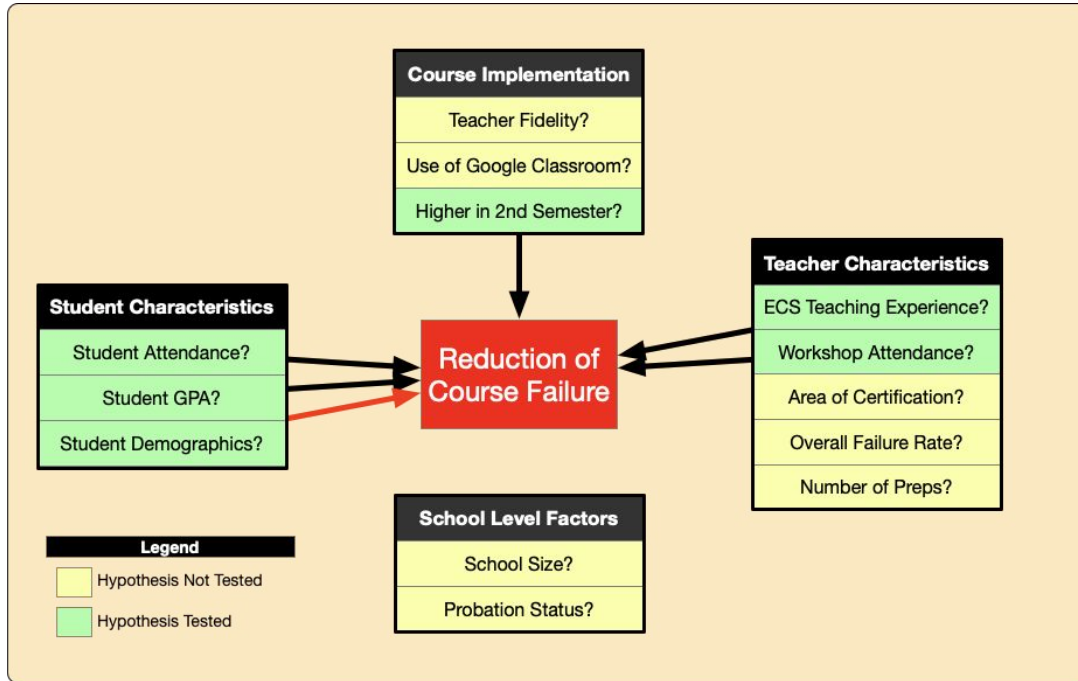 Course Implementation
Teacher Fidelity?
Use of Google Classroom?
Higher in 2nd Semester?
Student Characteristics
Student Attendance?
Student GPA?
Student Demographics?
Reduction of
Course Failure
Teacher Characteristics
ECS Teaching Experience?
Workshop Attendance?
Area of Certification?
Overall Failure Rate?
Number of Preps?
School Level Factors
School Size?
Probation Status?
Legend
Hypothesis Not Tested
Hypothesis Tested